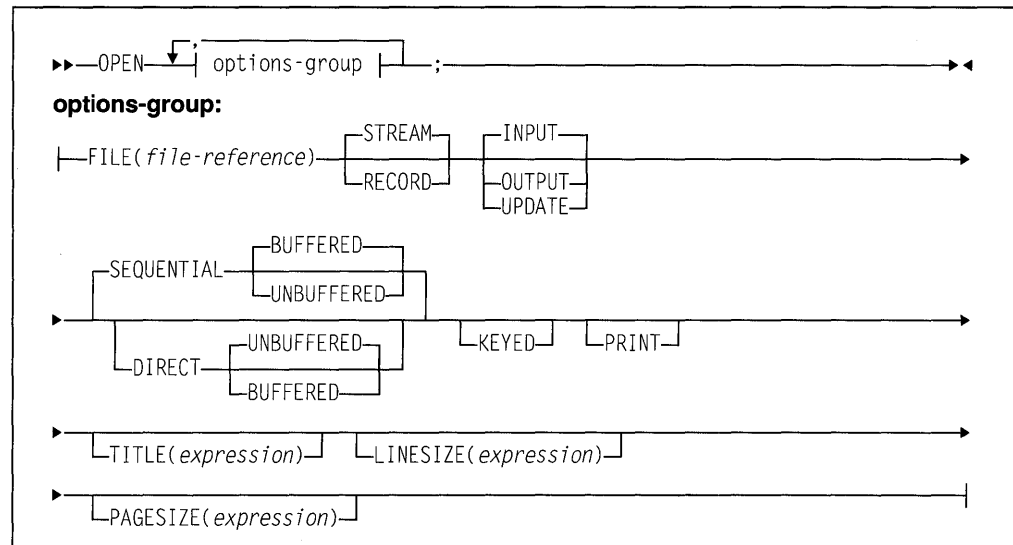 ,
OPEN options-group ;
options-group:
STREAM INPUT
FILE(file-reference)
RECORD OUTPUT
UPDATE
BUFFERED
SEQUENTIAL
UNBUFFERED
UNBUFFERED KEYED PRINT
DIRECT
BUFFERED
TITLE(expression) LINESIZE(expression)
PAGESIZE(expression)